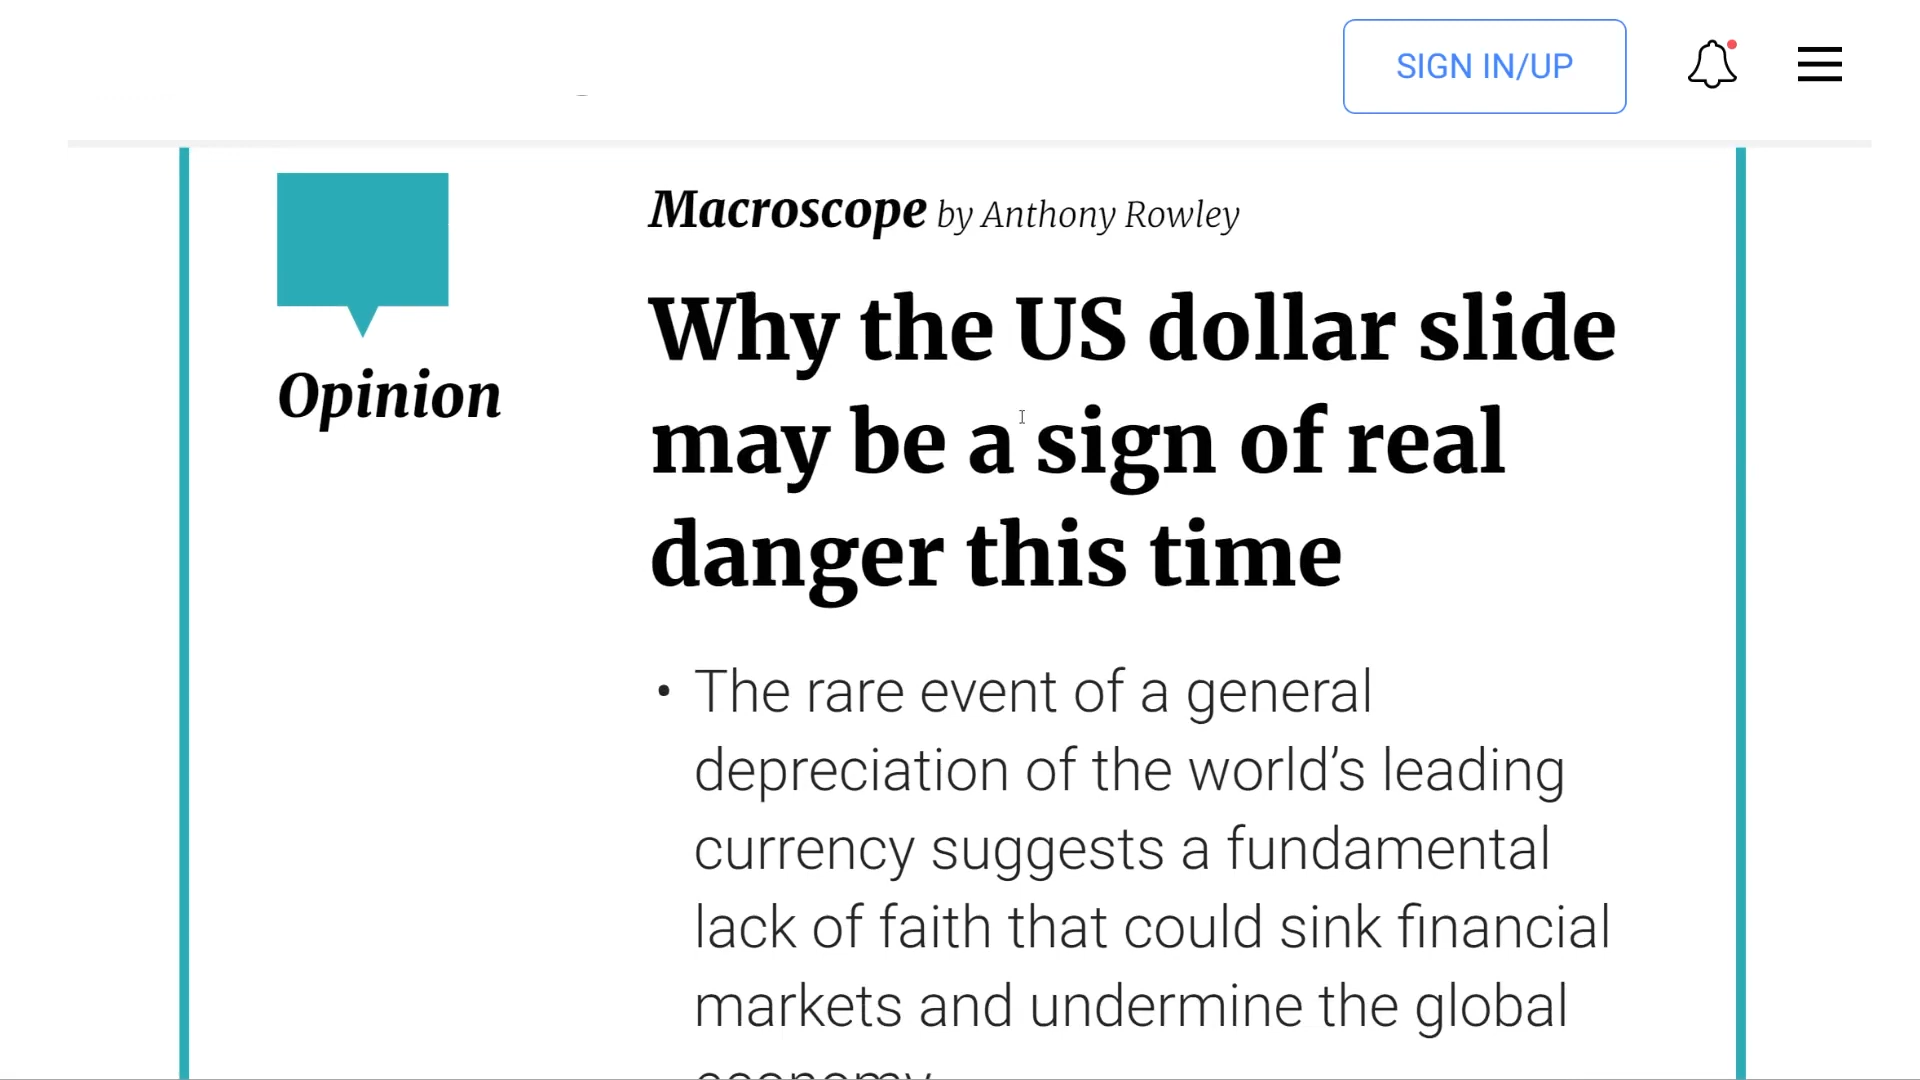 SIGN IN/UP
Macroscope by Anthony Rowley
Opinion
Why the US dollar slide
may be a sign of real
danger this time
• The rare event of a general
depreciation of the world’s leading
currency suggests a fundamental
lack of faith that could sink financial
markets and undermine the global
economy